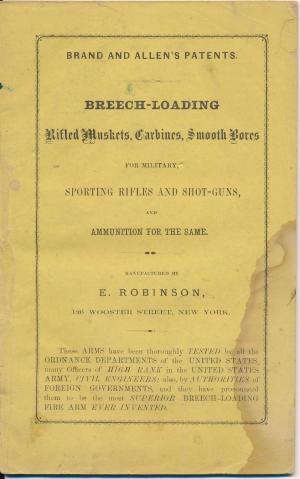 BRAND AND ALLEN'S PATENTS.
BREECH-LOADING
Rifled Muskets, Carbines, Smooth Bores
FOR MILITARY,
SPORTING RIFLES AND SHOT-GUNS,
AND
AMMUNITION FOR THE SAME.
MANUFACTURED BY
E. ROBINSON,
WOOSTER STREET, NEW YORK.
These ARMS have been thoroughly TESTED by all the
ORDNANCE DEPARTMENTS of the UNITED STATES,
many Officers of HIGH RANK in the UNITED STATES
ARMY, CIVIL ENGINEERS; also, by AUTHORITIES of
FOREIGN GOVERNMENTS, and they have pronounced
them to be the most SUPERIOR BREECH-LOADING
FIRE ARM EVER INVENTED.